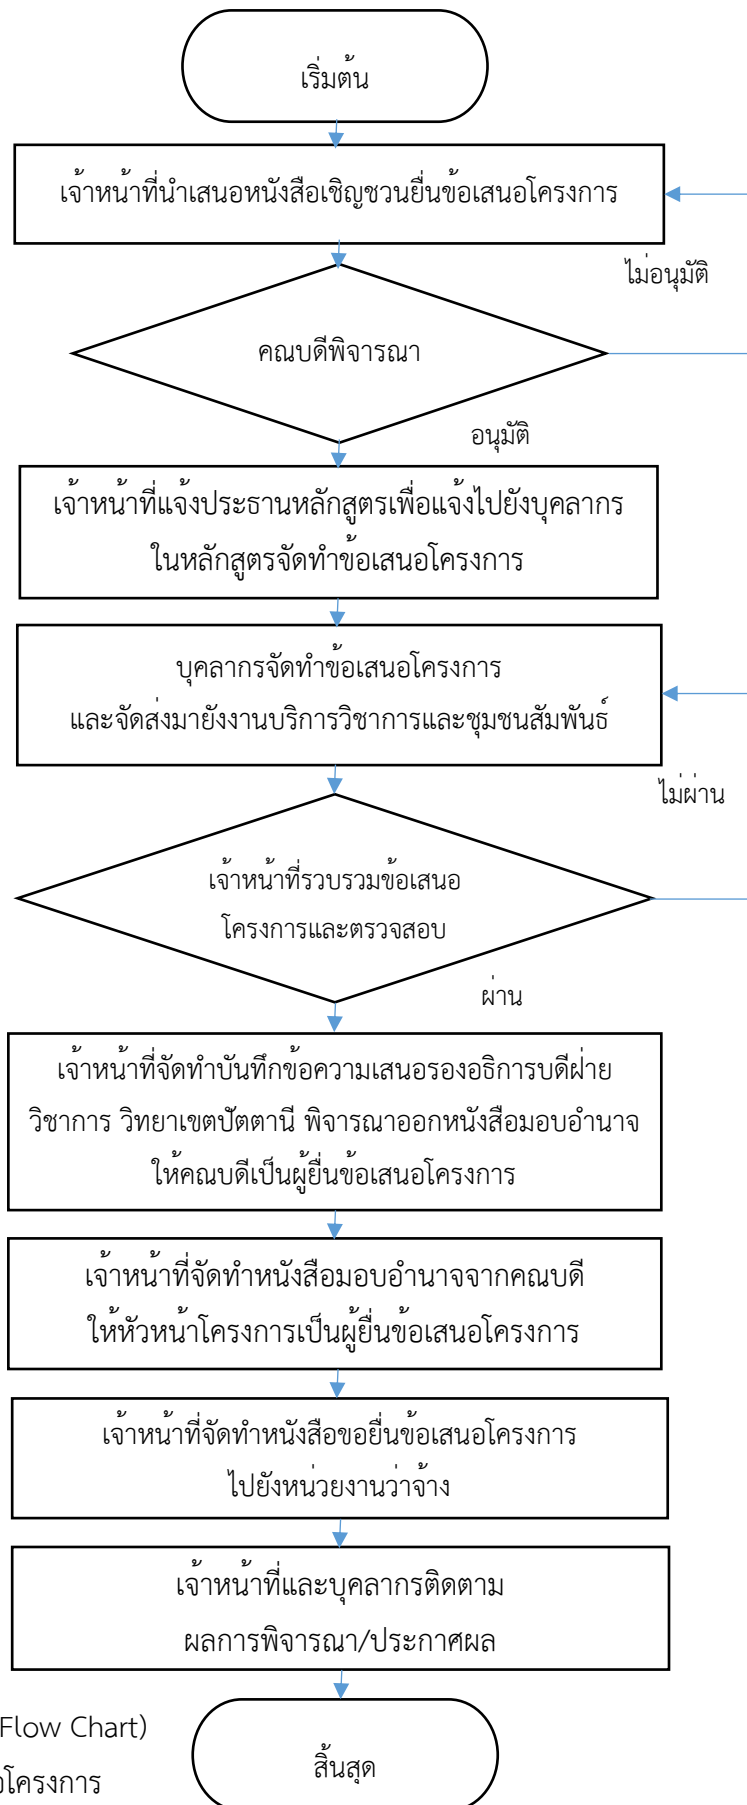 เริ่มต้น
เจ้าหน้าที่นำเสนอหนังสือเชิญชวนยื่นข้อเสนอโครงการ
ไม่อนุมัติ
คณบดีพิจารณา
อนุมัติ
เจ้าหน้าที่แจ้งประธานหลักสูตรเพื่อแจ้งไปยังบุคลากร
ในหลักสูตรจัดทำข้อเสนอโครงการ
บุคลากรจัดทำข้อเสนอโครงการ
และจัดส่งมายังงานบริการวิชาการและชุมชนสัมพันธ์
ไม่ผ่าน
เจ้าหน้าที่รวบรวมข้อเสนอ
โครงการและตรวจสอบ
ผ่าน
เจ้าหน้าที่จัดทำบันทึกข้อความเสนอรองอธิการบดีฝ่าย
วิชาการ วิทยาเขตปัตตานี พิจารณาออกหนังสือมอบอำนาจ
ให้คณบดีเป็นผู้ยื่นข้อเสนอโครงการ
เจ้าหน้าที่จัดทำหนังสือมอบอำนาจจากคณบดี
ให้หัวหน้าโครงการเป็นผู้ยื่นข้อเสนอโครงการ
เจ้าหน้าที่จัดทำหนังสือขอยื่นข้อเสนอโครงการ
ไปยังหน่วยงานว่าจ้าง
เจ้าหน้าที่และบุคลากรติดตาม
ผลการพิจารณา/ประกาศผล
Flow Chart)
สิ้นสุด
โครงการ